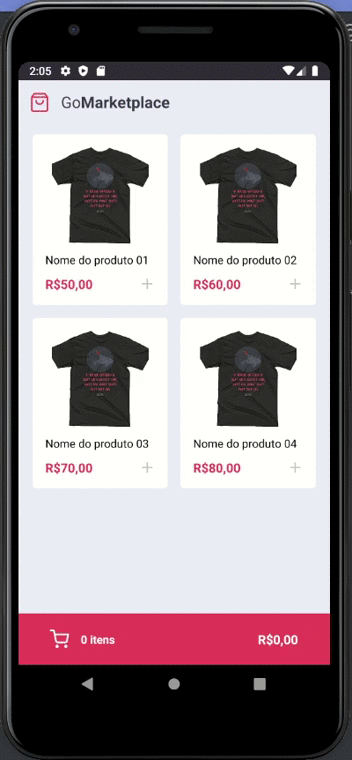 2:05
GoMarketplace
Nome do produto 01
R$50,00 +
Nome do produto 02
R$60,00 +
Nome do produto 03
R$70,00 +
Nome do produto 04
R$80,00 +
0 itens
R$0,00